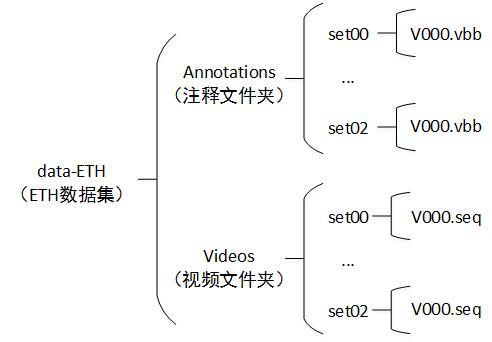 data-ETH
（ETH数据集）
Annotations
（注释文件夹）
set00
V000.vbb
...
set02
V000.vbb
Videos
（视频文件夹）
set00
V000.seq
...
set02
V000.seq